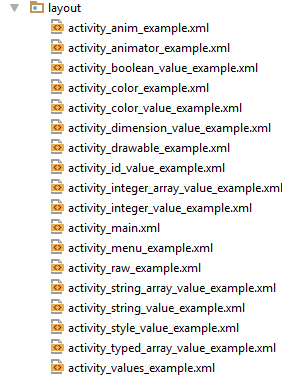 layout
activity_anim_example.xml
activity_animator_example.xml
activity_boolean_value_example.xml
activity_color_example.xml
activity_color_value_example.xml
activity_dimension_value_example.xml
activity_drawable_example.xml
activity_id_value_example.xml
activity_integer_array_value_example.xml
activity_integer_value_example.xml
activity_main.xml
activity_menu_example.xml
activity_raw_example.xml
activity_string_array_value_example.xml
activity_string_value_example.xml
activity_style_value_example.xml
activity_typed_array_value_example.xml
activity_values_example.xml